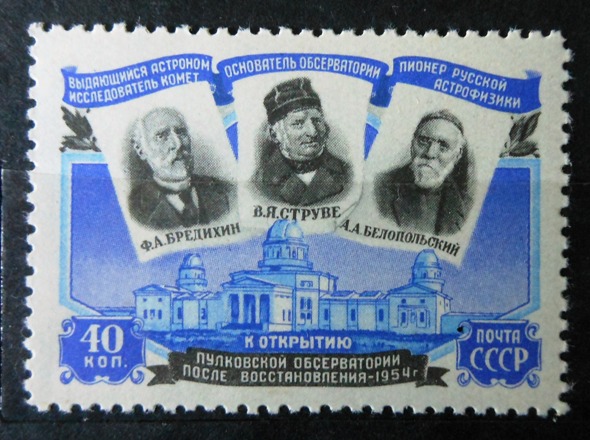 ВЫДАЮЩИЙСЯ АСТРОНОМ
ИССЛЕДОВАТЕЛЬ КОМЕТ
ОСНОВАТЕЛЬ ОБСЕРВАТОРИИ
ПИОНЕР РУССКОЙ
АСТРОФИЗИКИ
Ф.А.БРЕДИХИН
В.Я.СТРУВЕ
А.А.БЕЛОПОЛЬСКИЙ
40
КОП.
К ОТКРЫТИЮ
ПУЛКОВСКОЙ ОБСЕРВАТОРИИ
ПОСЛЕ ВОССТАНОВЛЕНИЯ-1954г
ПОЧТА
СССР